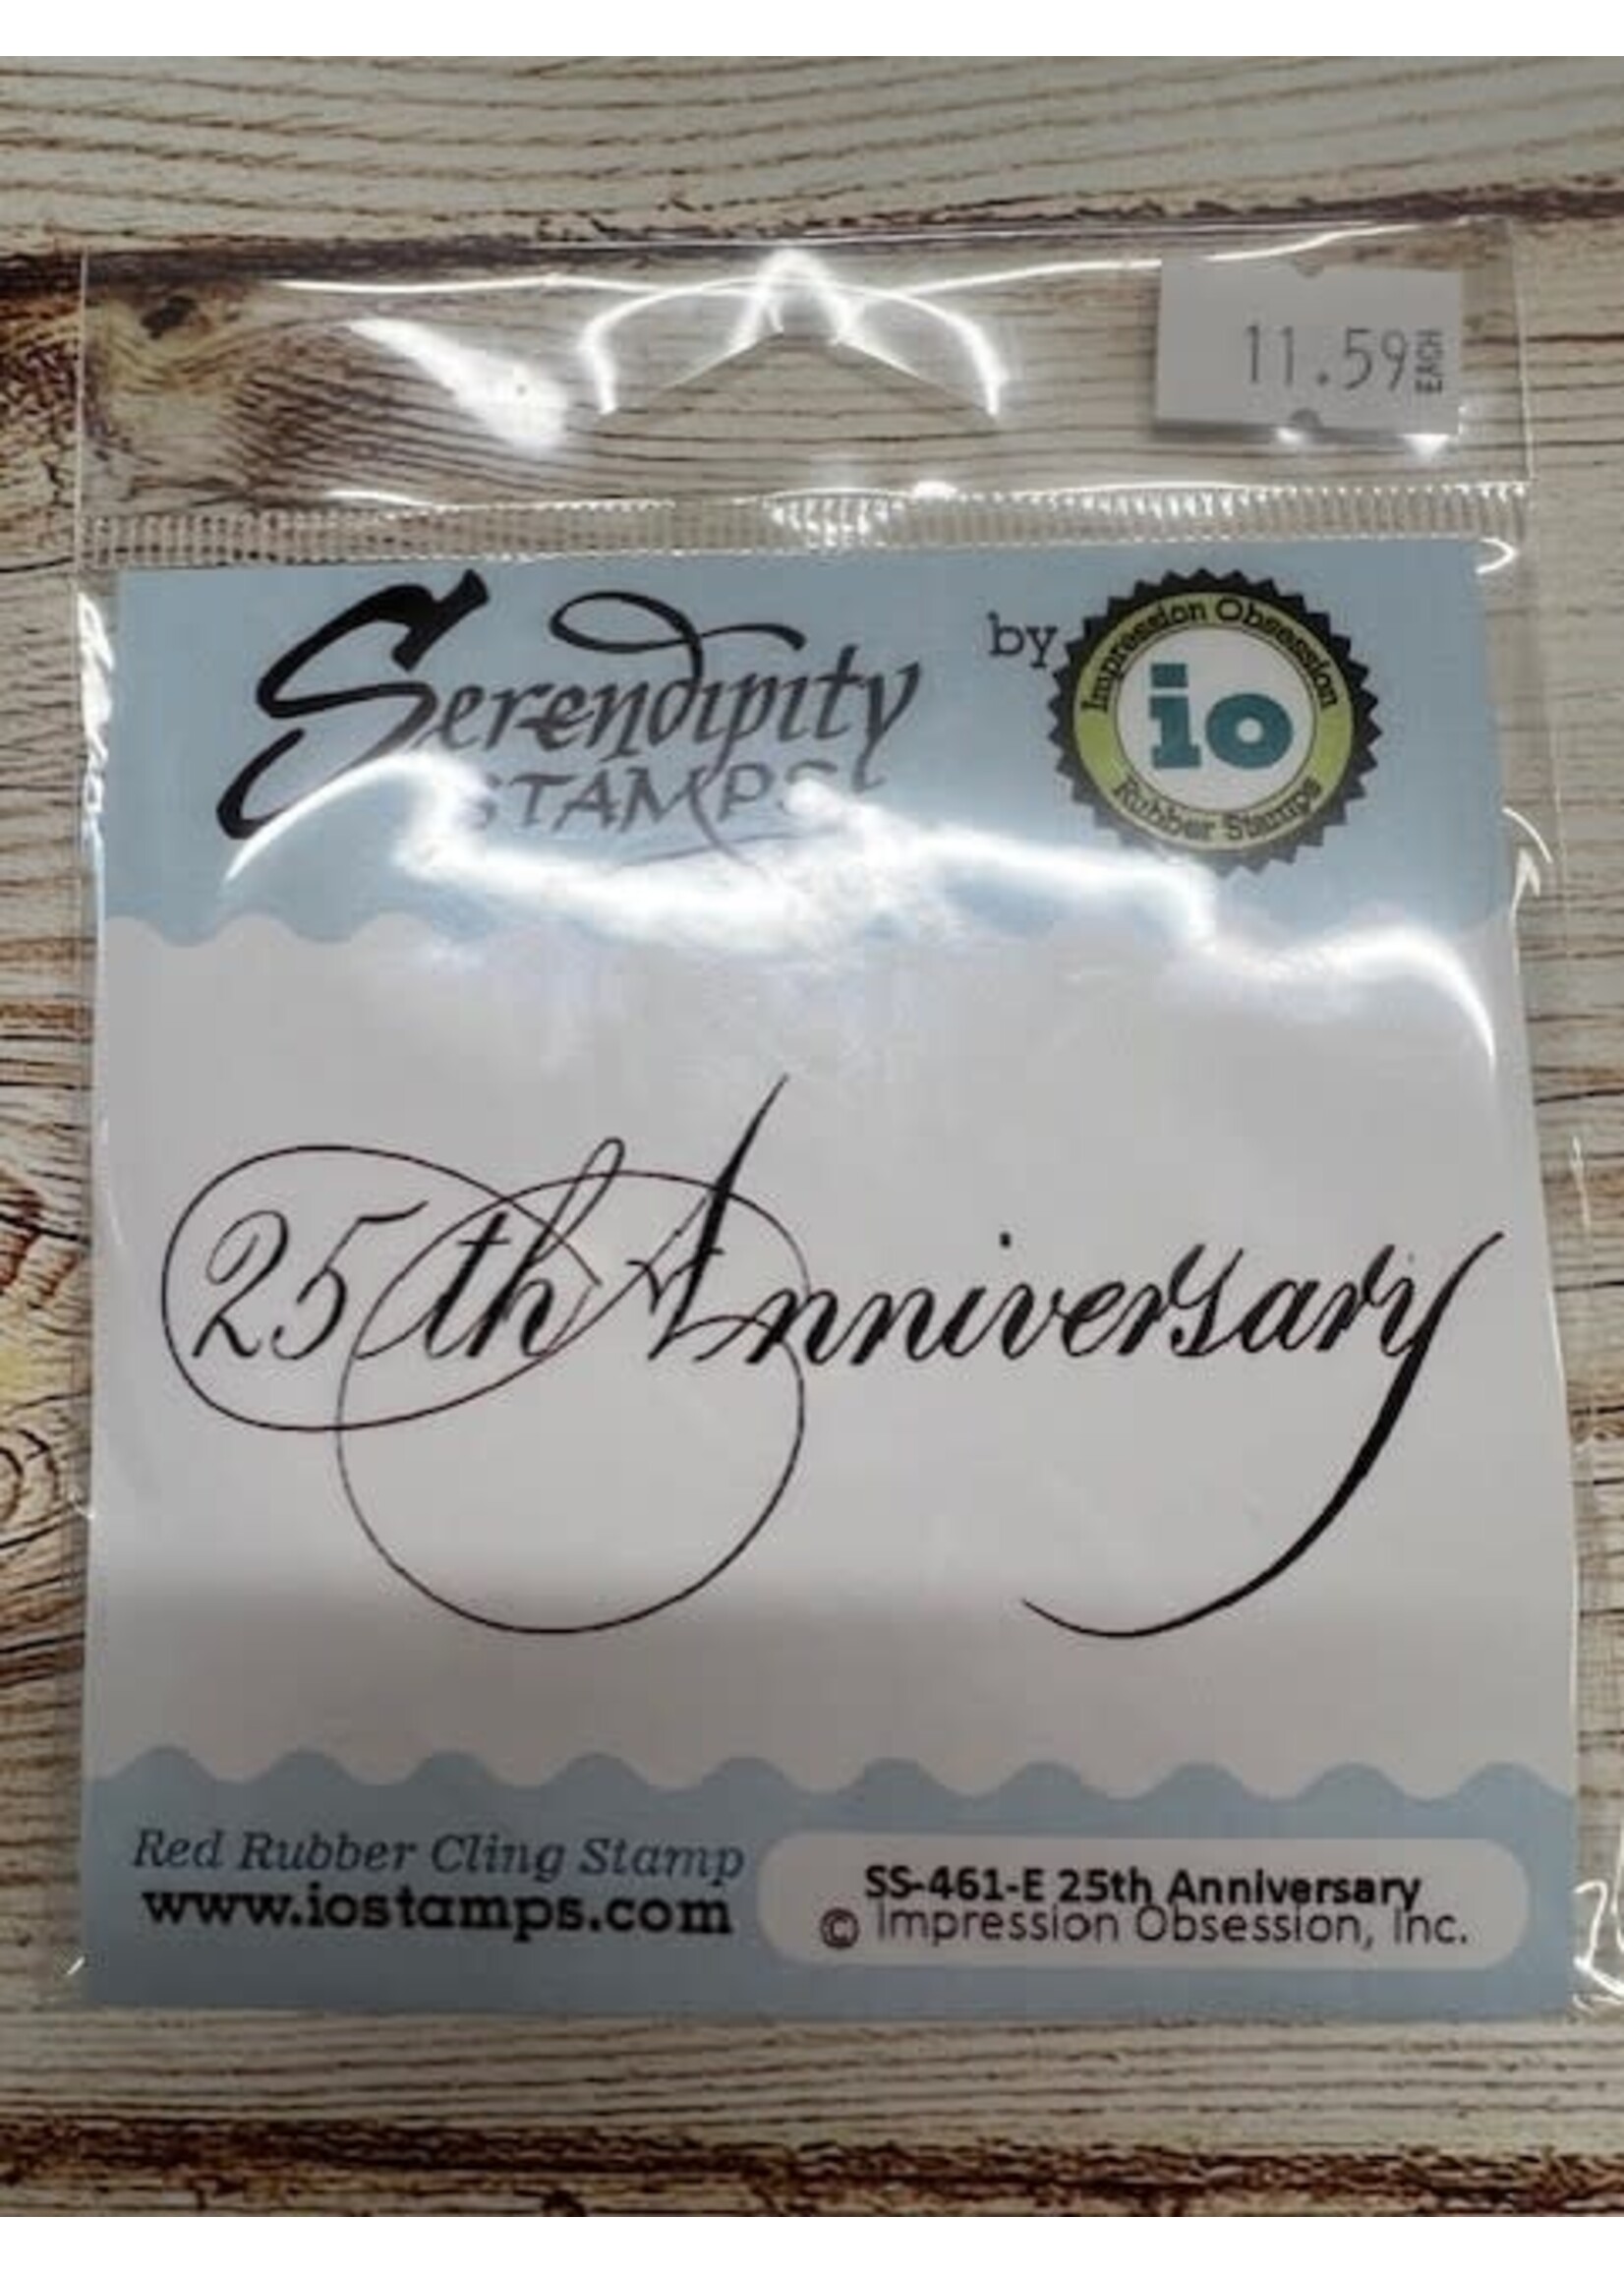 11.59 EACH
Serendipity
STAMPS
by
Impression Obsession
io
Rubber Stamps
25th Anniversary
Red Rubber Cling Stamp
www.iostamps.com
SS-461-E 25th Anniversary
© Impression Obsession, Inc.